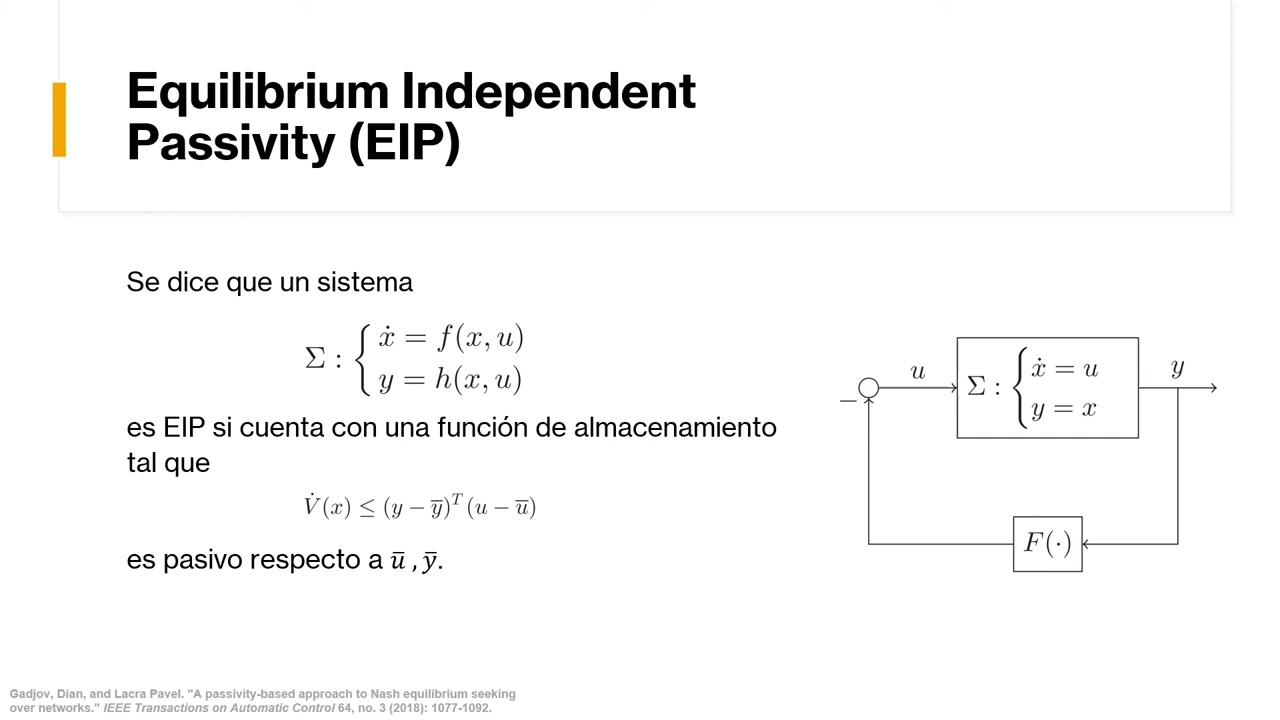 Equilibrium Independent
Passivity (EIP)
Se dice que un sistema
Σ : { ẋ = f(x, u)
y = h(x, u)
es EIP si cuenta con una función de almacenamiento
tal que
V̇(x) ≤ (y − y̅)ᵀ(u − u̅)
es pasivo respecto a u̅ , y̅.
u
Σ : { ẋ = u
y = x
y
−
F(·)
Gadjov, Dian, and Lacra Pavel. "A passivity-based approach to Nash equilibrium seeking
over networks." IEEE Transactions on Automatic Control 64, no. 3 (2018): 1077-1092.